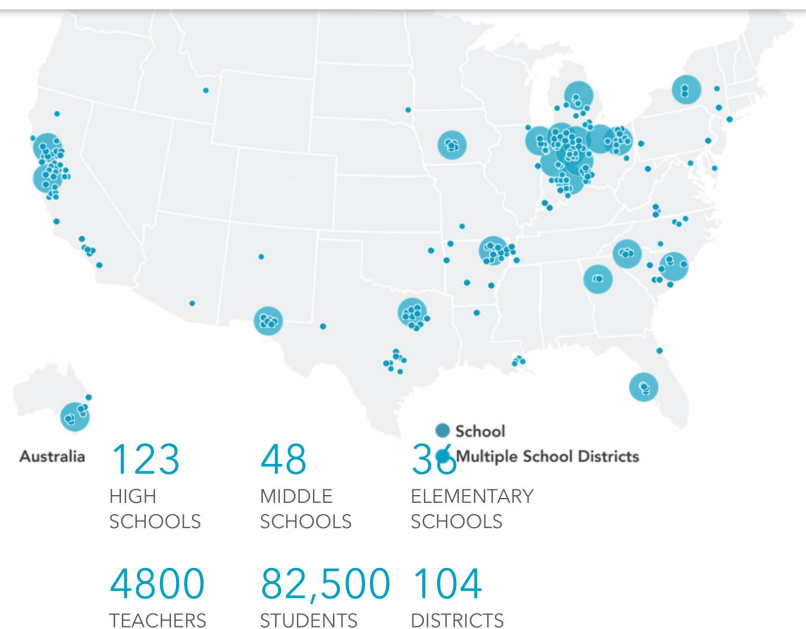 School
Multiple School Districts
Australia
123
HIGH
SCHOOLS
48
MIDDLE
SCHOOLS
36
ELEMENTARY
SCHOOLS
4800
TEACHERS
82,500
STUDENTS
104
DISTRICTS